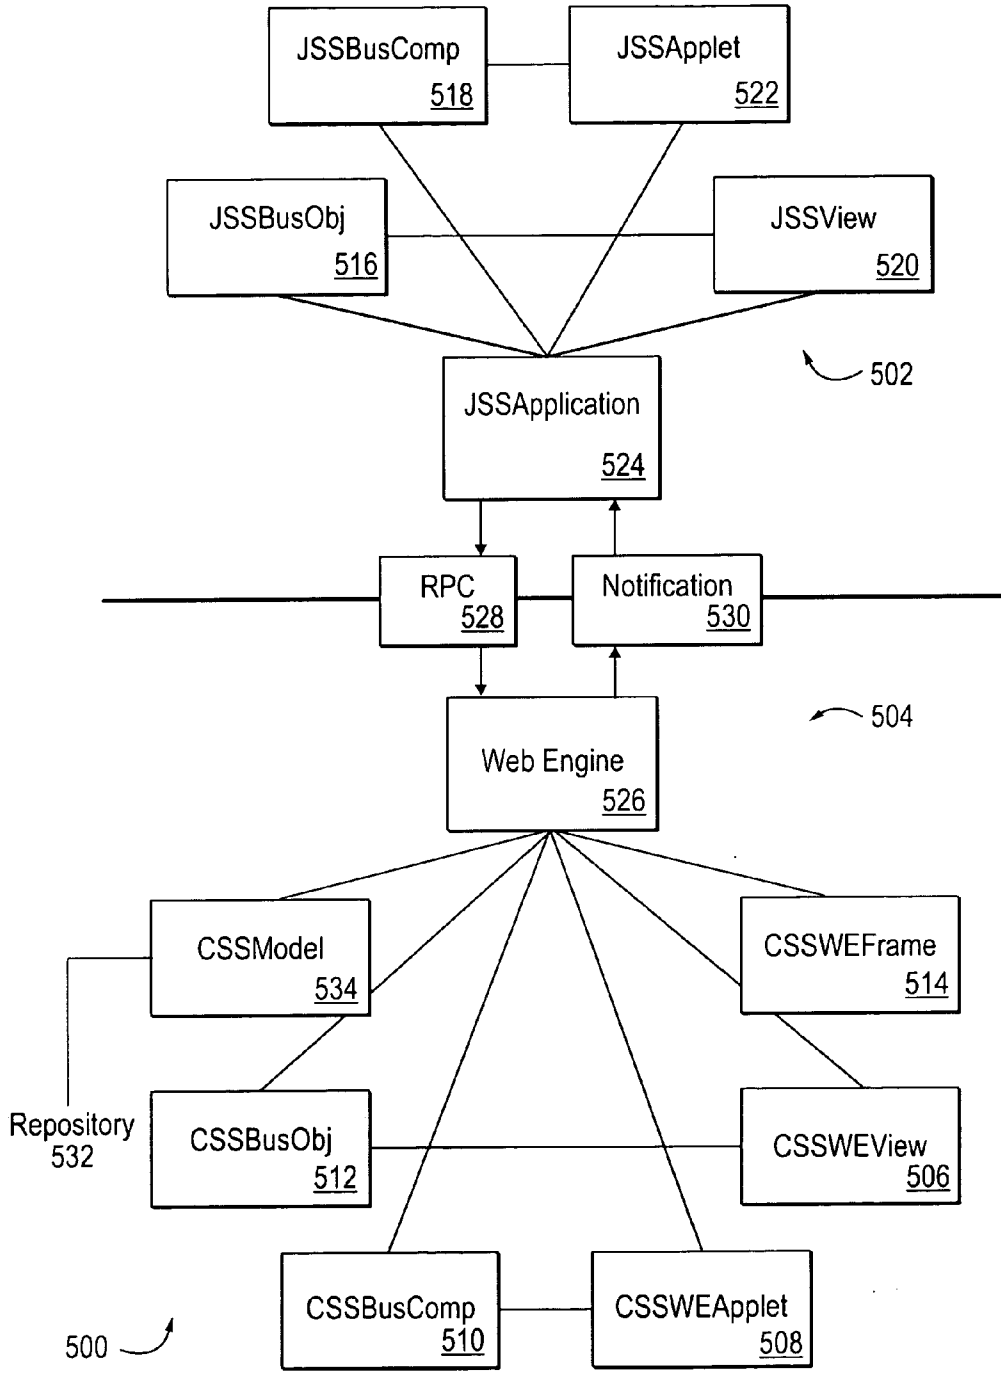 JSSBusComp
518
JSSApplet
522
JSSBusObj
516
JSSView
520
502
JSSApplication
524
RPC
528
Notification
530
504
Web Engine
526
CSSModel
534
CSSWEFrame
514
Repository
532
CSSBusObj
512
CSSWEView
506
CSSBusComp
510
CSSWEApplet
508
500